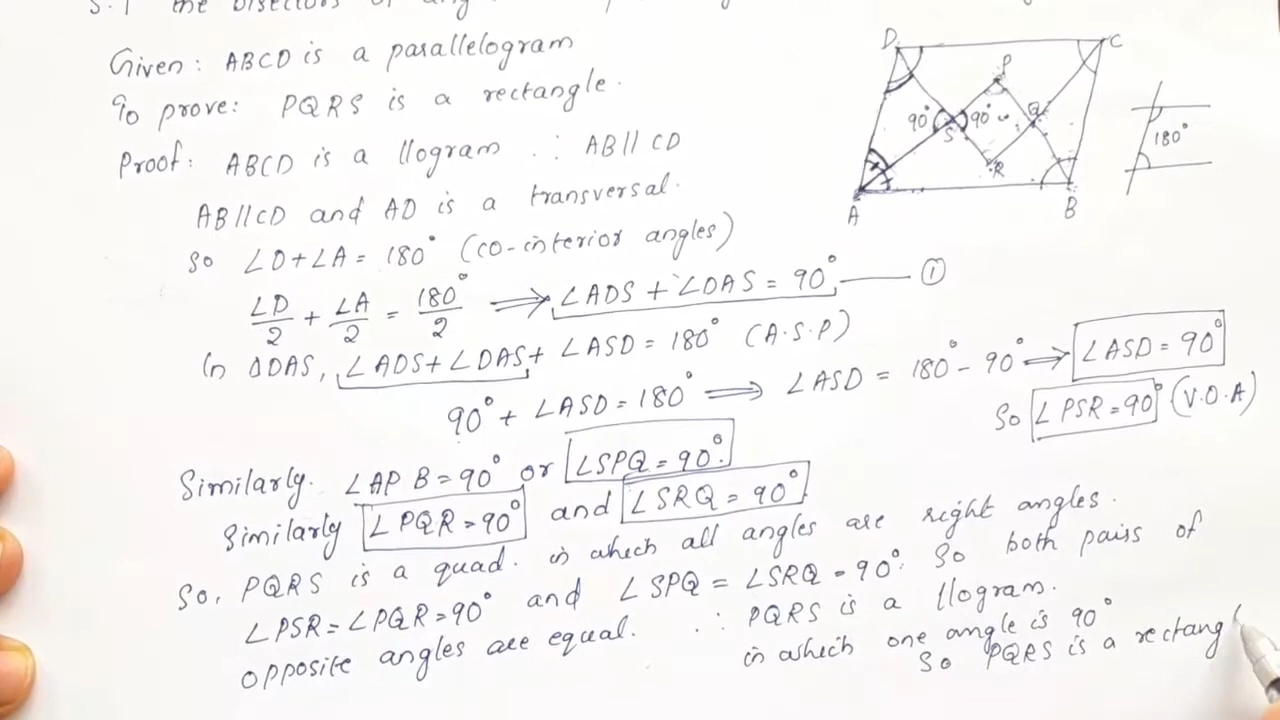 the bisectors of
Given: ABCD is a parallelogram
To prove: PQRS is a rectangle.
Proof: ABCD is a llogram ∴ AB || CD
AB || CD and AD is a transversal.
So ∠D + ∠A = 180° (co-interior angles)
∠D/2 + ∠A/2 = 180°/2 ⟹ ∠ADS + ∠DAS = 90° —— ①
In ΔDAS, ∠ADS + ∠DAS + ∠ASD = 180° (A.S.P)
90° + ∠ASD = 180° ⟹ ∠ASD = 180° - 90° ⟹ ∠ASD = 90°
So ∠PSR = 90° (V.O.A)
Similarly. ∠APB = 90° or ∠SPQ = 90°.
Similarly ∠PQR = 90° and ∠SRQ = 90°
So, PQRS is a quad. in which all angles are right angles.
∠PSR = ∠PQR = 90° and ∠SPQ = ∠SRQ = 90°. So both pairs of
opposite angles are equal. ∴ PQRS is a llogram.
in which one angle is 90°
So PQRS is a rectangl
D
C
P
90°
90°
S
Q
R
A
B
180°